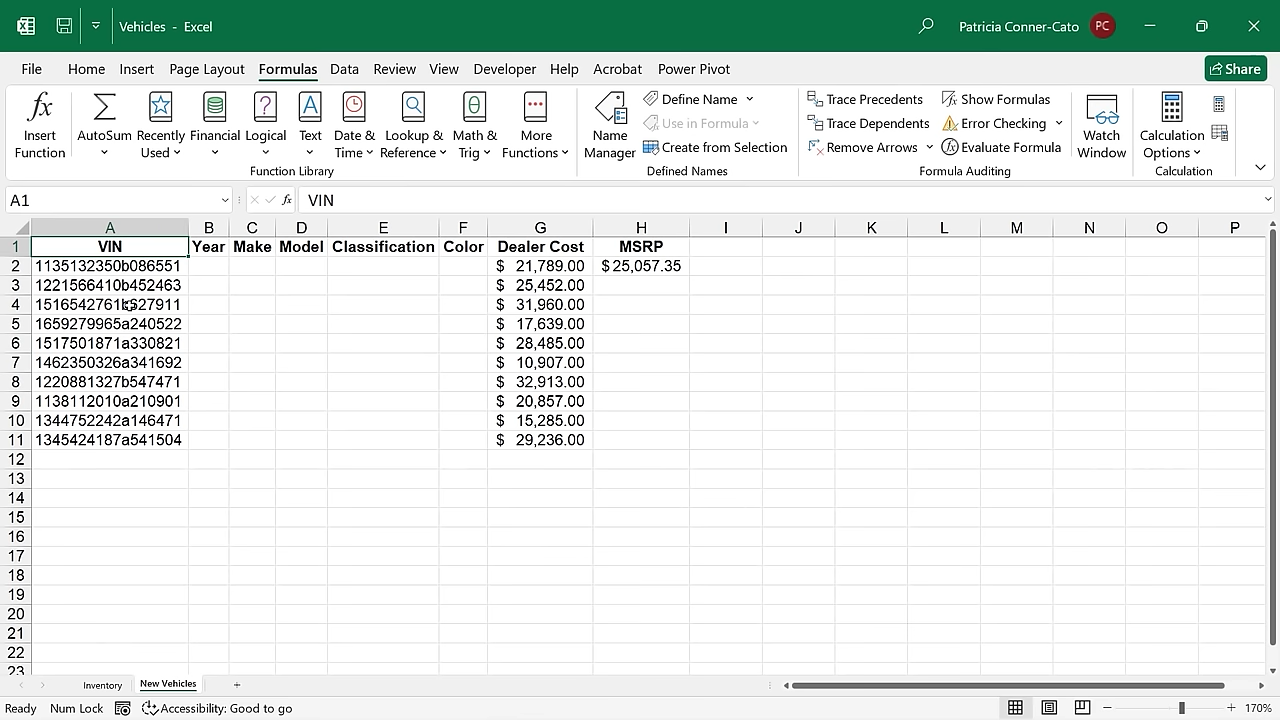 Vehicles - Excel
Patricia Conner-Cato PC
File Home Insert Page Layout Formulas Data Review View Developer Help Acrobat Power Pivot Share
Insert Function
AutoSum
Recently Used
Financial
Logical
Text
Date & Time
Lookup & Reference
Math & Trig
More Functions
Function Library
Name Manager
Define Name
Use in Formula
Create from Selection
Defined Names
Trace Precedents
Trace Dependents
Remove Arrows
Show Formulas
Error Checking
Evaluate Formula
Formula Auditing
Watch Window
Calculation Options
Calculation
A1 fx VIN
A B C D E F G H I J K L M N O P
1 VIN Year Make Model Classification Color Dealer Cost MSRP
2 1135132350b086551 $ 21,789.00 $ 25,057.35
3 1221566410b452463 $ 25,452.00
4 1516542761b527911 $ 31,960.00
5 1659279965a240522 $ 17,639.00
6 1517501871a330821 $ 28,485.00
7 1462350326a341692 $ 10,907.00
8 1220881327b547471 $ 32,913.00
9 1138112010a210901 $ 20,857.00
10 1344752242a146471 $ 15,285.00
11 1345424187a541504 $ 29,236.00
12
13
14
15
16
17
18
19
20
21
22
23
Inventory New Vehicles
Ready Num Lock Accessibility: Good to go 170%